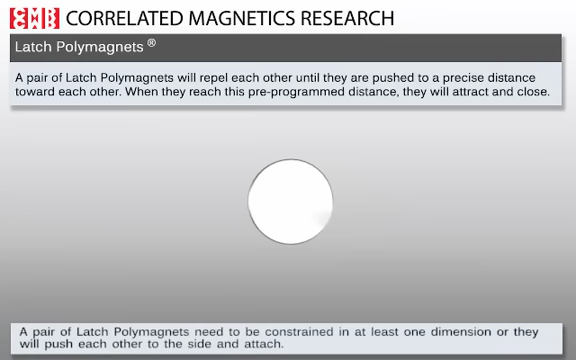 CMR CORRELATED MAGNETICS RESEARCH
Latch Polymagnets ®
A pair of Latch Polymagnets will repel each other until they are pushed to a precise distance
toward each other. When they reach this pre-programmed distance, they will attract and close.
A pair of Latch Polymagnets need to be constrained in at least one dimension or they
will push each other to the side and attach.